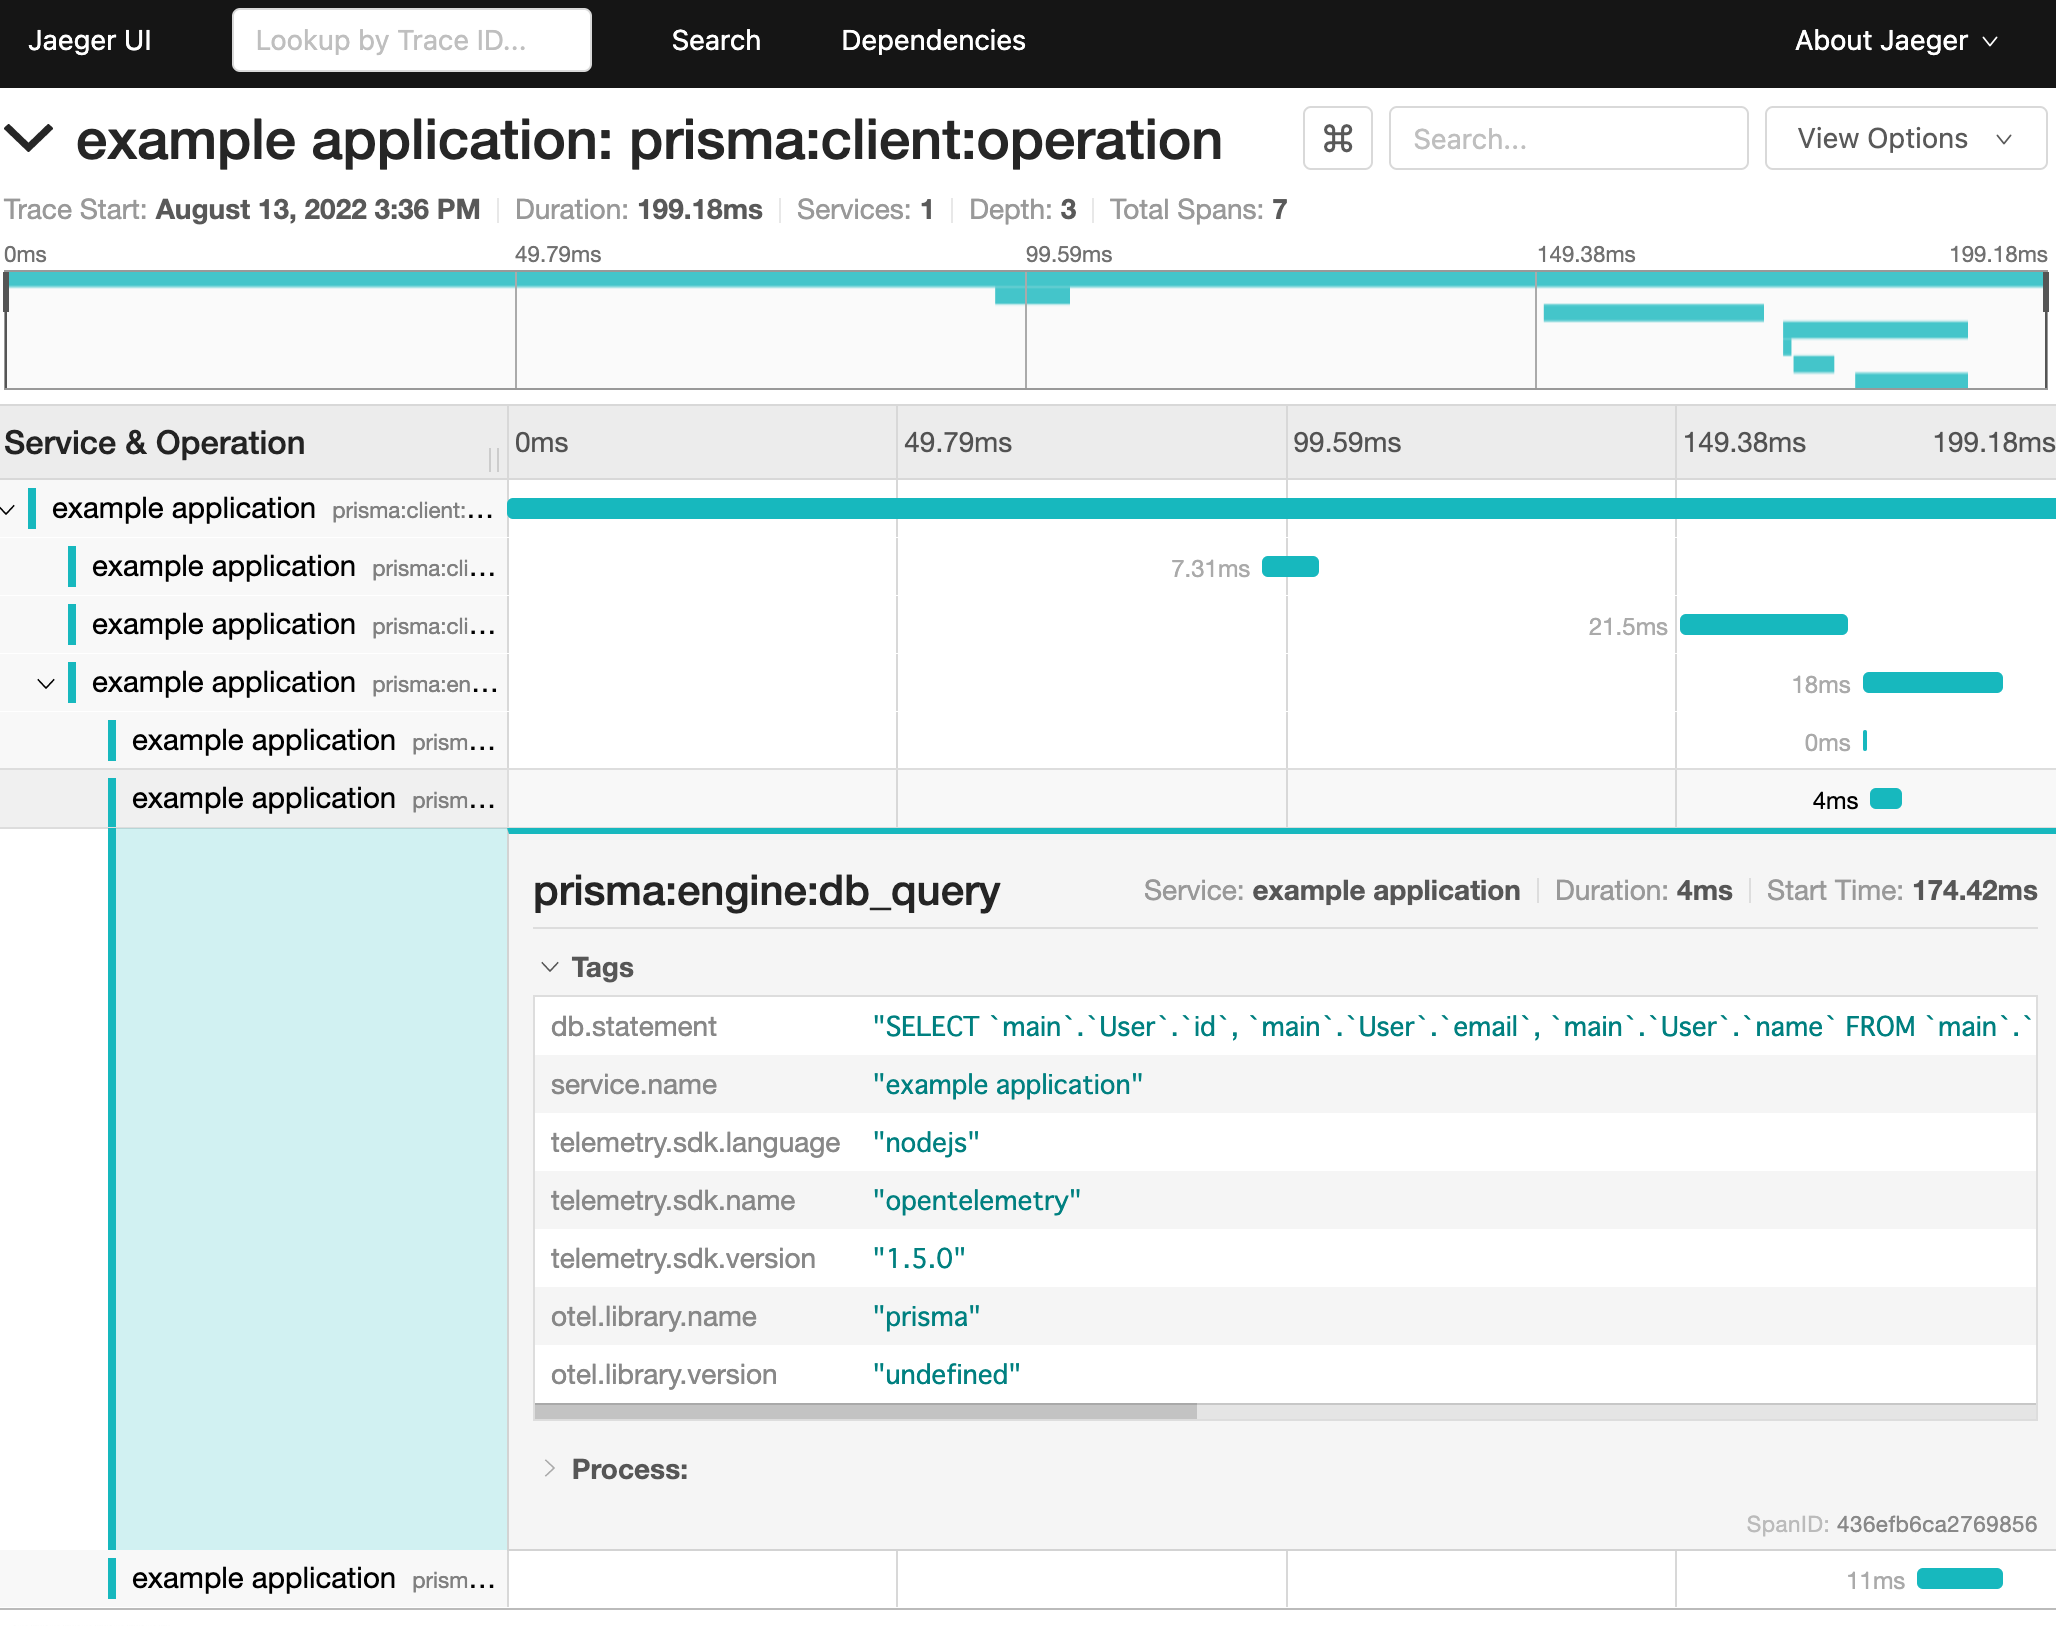 Jaeger UI Lookup by Trace ID... Search Dependencies About Jaeger
example application: prisma:client:operation ⌘ Search... View Options
Trace Start: August 13, 2022 3:36 PM Duration: 199.18ms Services: 1 Depth: 3 Total Spans: 7
0ms 49.79ms 99.59ms 149.38ms 199.18ms
Service & Operation 0ms 49.79ms 99.59ms 149.38ms 199.18ms
example application prisma:client:...
example application prisma:cli... 7.31ms
example application prisma:cli... 21.5ms
example application prisma:en... 18ms
example application prism... 0ms
example application prism... 4ms
prisma:engine:db_query Service: example application Duration: 4ms Start Time: 174.42ms
Tags
db.statement "SELECT `main`.`User`.`id`, `main`.`User`.`email`, `main`.`User`.`name` FROM `main`.`
service.name "example application"
telemetry.sdk.language "nodejs"
telemetry.sdk.name "opentelemetry"
telemetry.sdk.version "1.5.0"
otel.library.name "prisma"
otel.library.version "undefined"
Process:
SpanID: 436efb6ca2769856
example application prism... 11ms